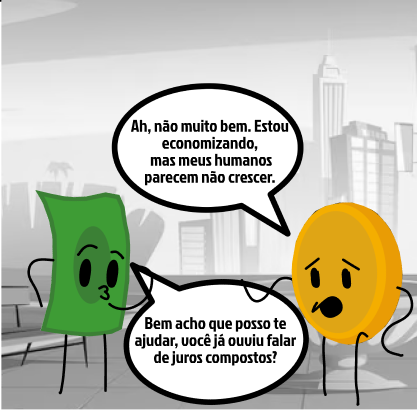 Ah, não muito bem. Estou
economizando,
mas meus humanos
parecem não crescer.
Bem acho que posso te
ajudar, você já ouviu falar
de juros compostos?